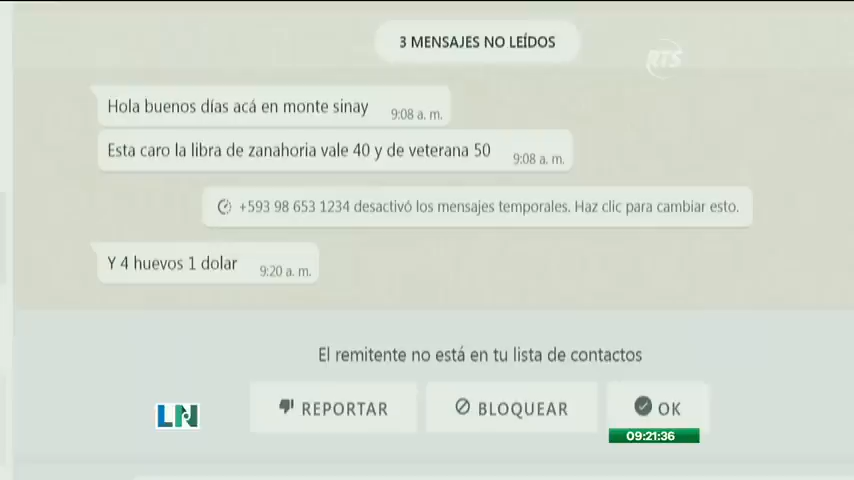 3 MENSAJES NO LEÍDOS
RTS
Hola buenos días acá en monte sinay
9:08 a. m.
Esta caro la libra de zanahoria vale 40 y de veterana 50
9:08 a. m.
+593 98 653 1234 desactivó los mensajes temporales. Haz clic para cambiar esto.
Y 4 huevos 1 dolar
9:20 a. m.
El remitente no está en tu lista de contactos
REPORTAR
BLOQUEAR
OK
LN
09:21:36